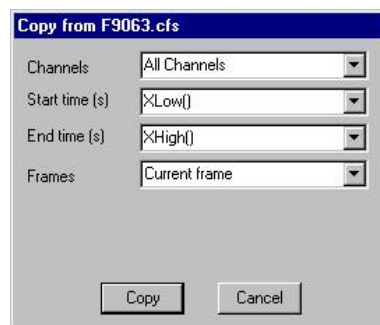 Copy from F9063.cfs
Channels All Channels
Start time (s) XLow()
End time (s) XHigh()
Frames Current frame
Copy Cancel